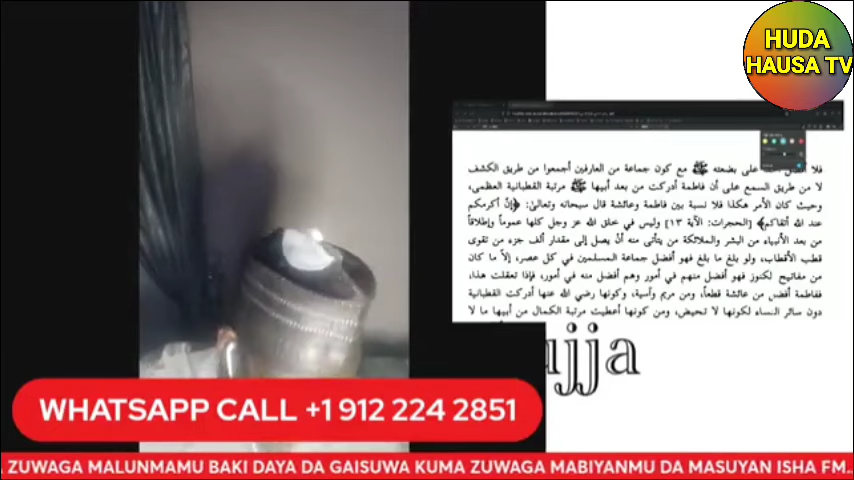 HUDA
HAUSA TV
على بضعته ﷺ مع كون جماعة من العارفين أجمعوا من طريق الكشف
لا من طريق السمع على أن فاطمة أدركت من بعد أبيها ﷺ مرتبة القطبانية العظمى،
وحيث كان الأمر هكذا فلا نسبة بين فاطمة وعائشة قال سبحانه وتعالى: ﴿إن أكرمكم
عند الله أتقاكم﴾ [الحجرات: الآية ١٣] وليس في خلق الله عز وجل كلها عموماً وإطلاقاً
من بعد الأنبياء من البشر والملائكة من يتأتى منه أن يصل إلى مقدار ألف جزء من تقوى
قطب الأقطاب، ولو بلغ ما بلغ فهو أفضل جماعة المسلمين في كل عصر، إلا ما كان
من مفاتيح لكنوز فهو أفضل منهم في أمور وهم أفضل منه في أمور، فإذا تعقلت هذا،
ففاطمة أفضل من عائشة قطعاً، ومن مريم وآسية، وكونها رضي الله عنها أدركت القطبانية
دون سائر النساء لكونها لا تحيض، ومن كونها أعطيت مرتبة الكمال من أبيها ما لا
ujja
WHATSAPP CALL +1 912 224 2851
ZUWAGA MALUNMAMU BAKI DAYA DA GAISUWA KUMA ZUWAGA MABIYANMU DA MASUYAN ISHA FM..